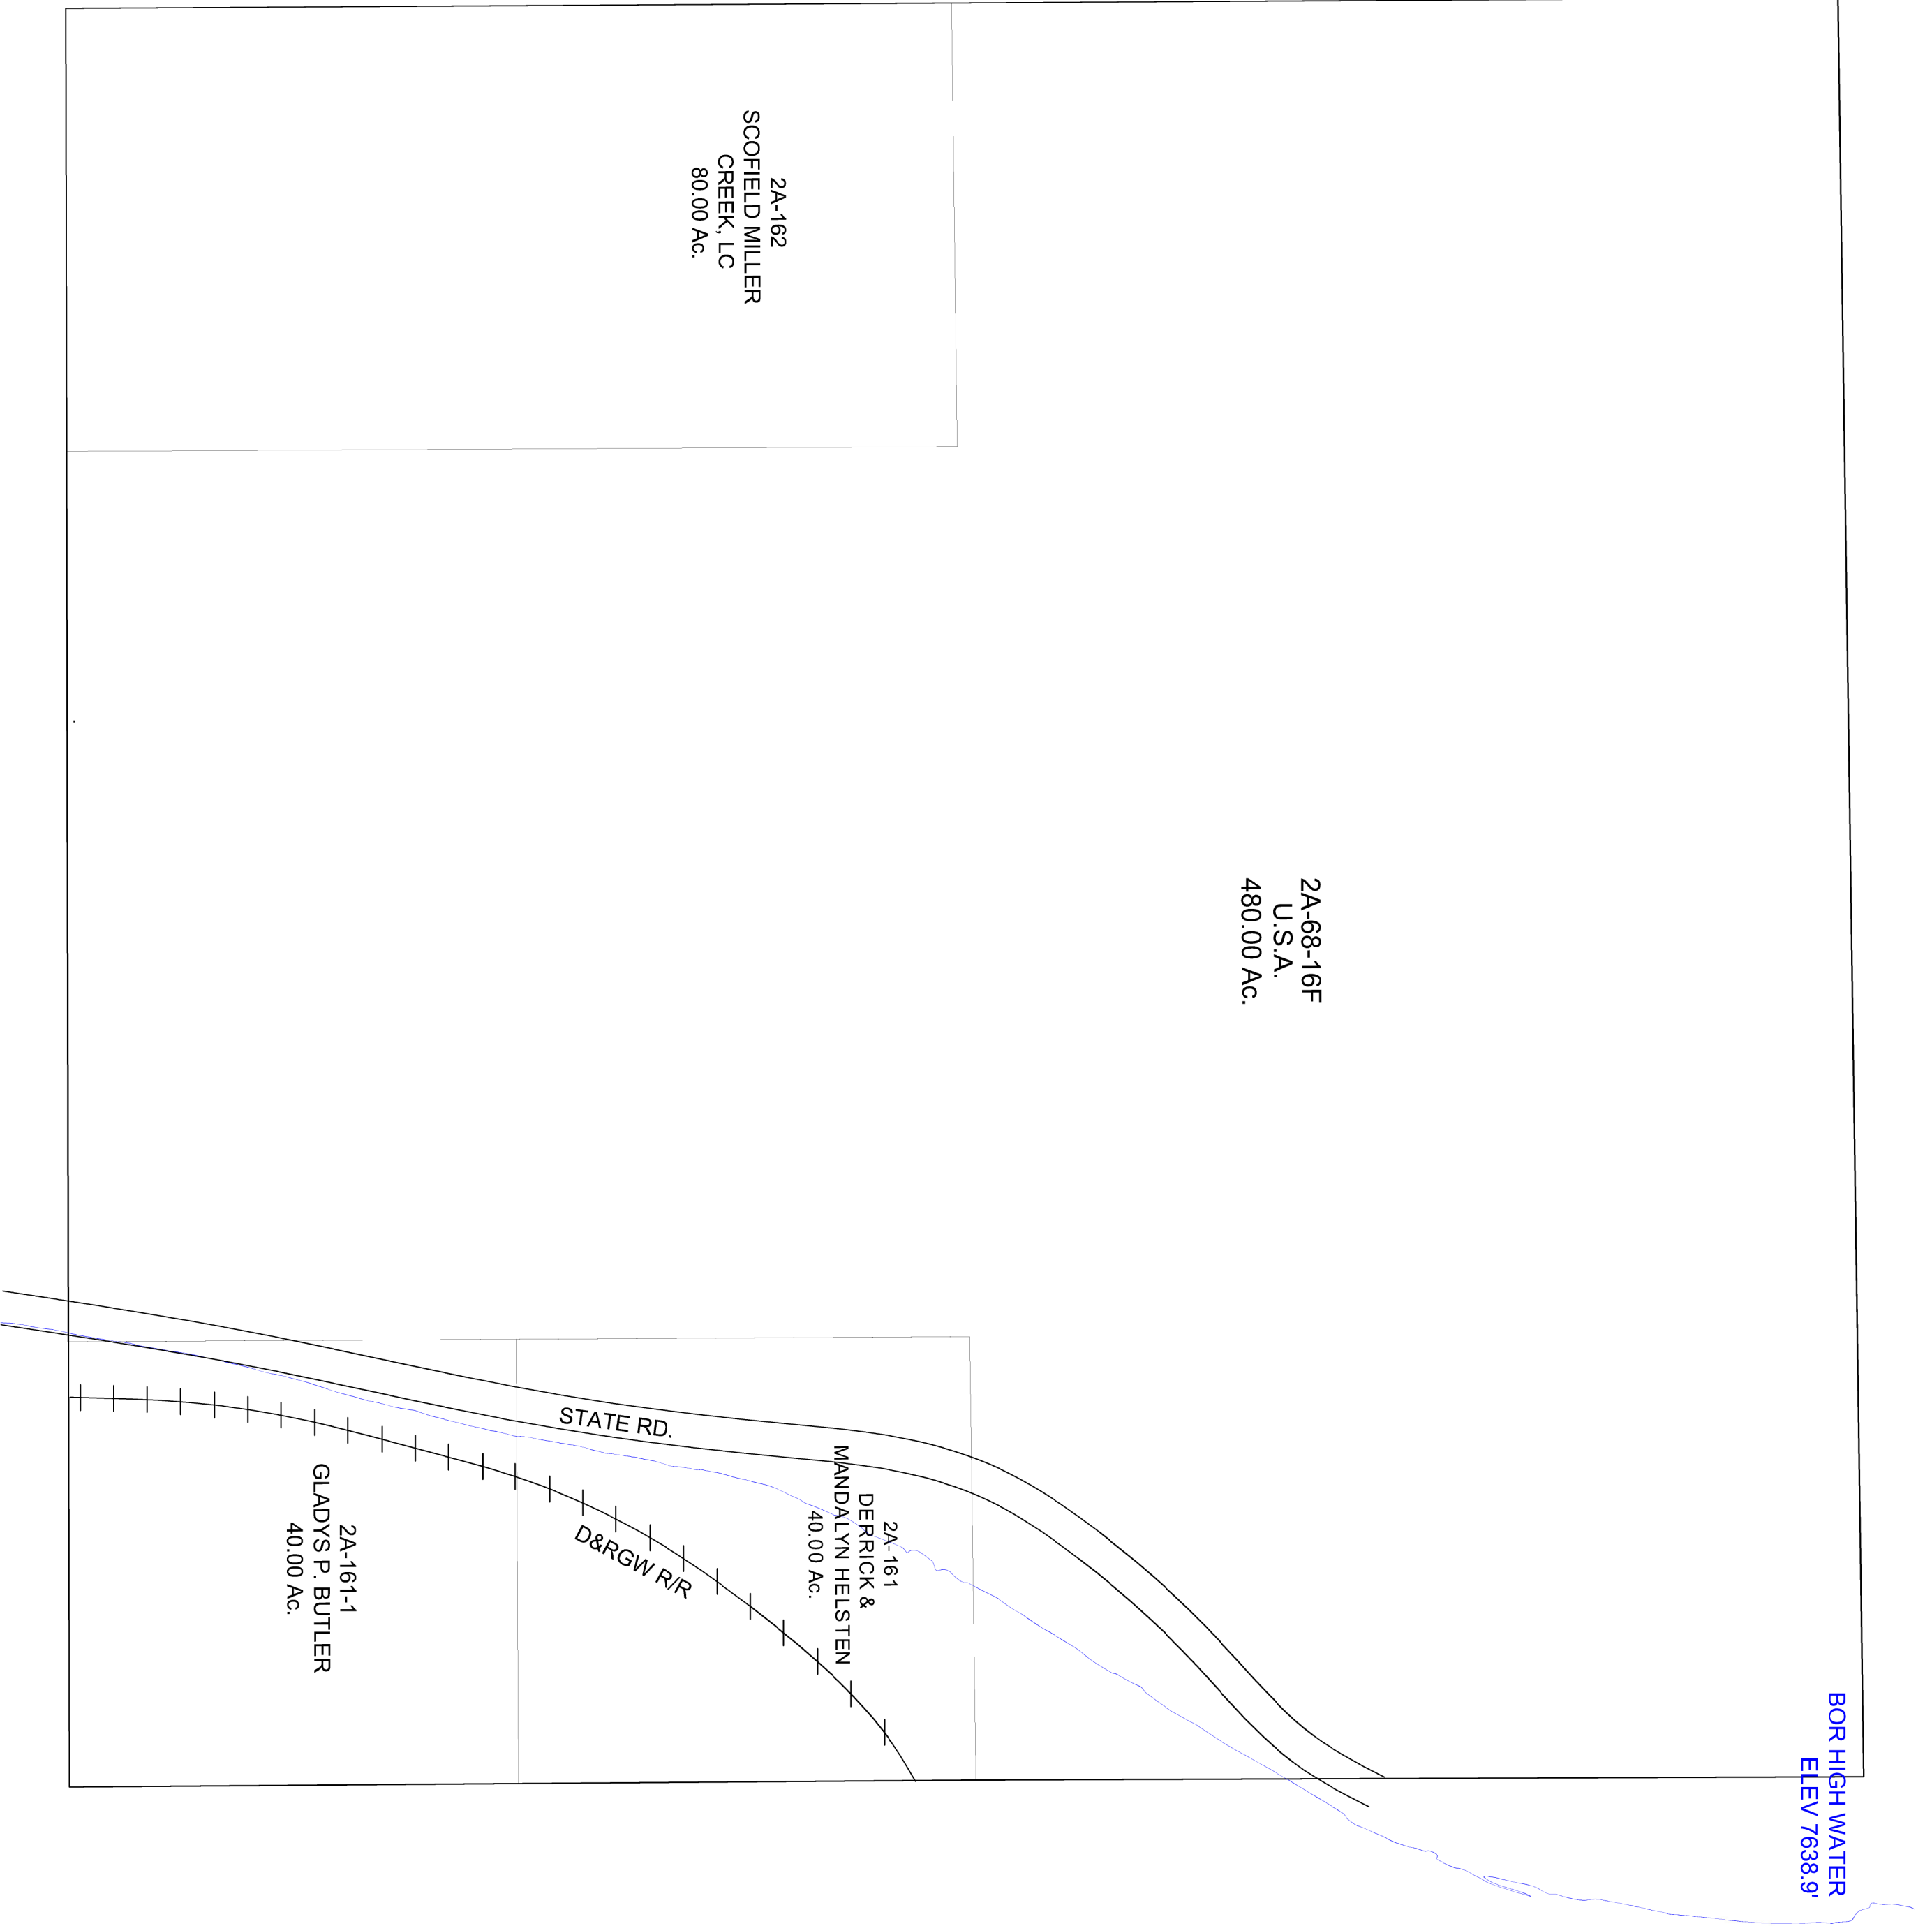 2A-162
SCOFIELD MILLER
CREEK, LC
80.00 Ac.
2A-68-16F
U.S.A.
480.00 Ac.
STATE RD.
D&RGW R/R
2A-161
DERRICK &
MANDALYN HELSTEN
40.00 Ac.
2A-161-1
GLADYS P. BUTLER
40.00 Ac.
BOR HIGH WATER
ELEV 7638.9'